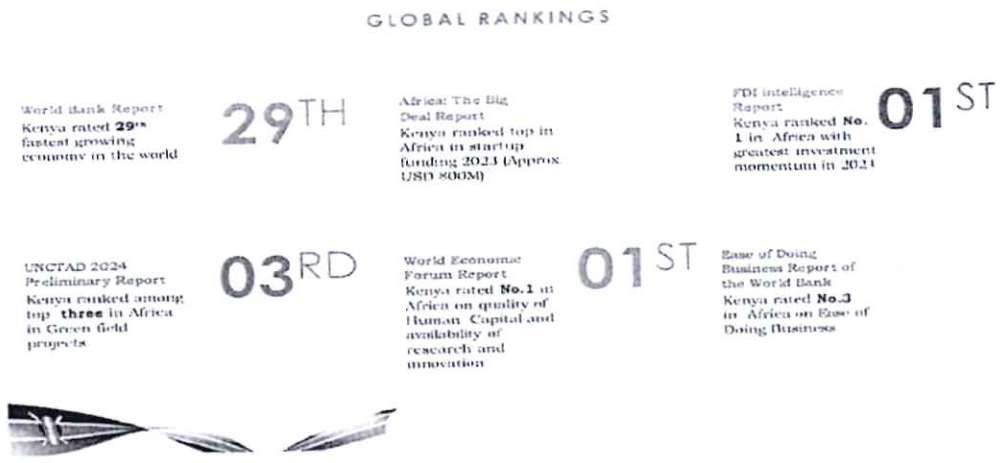 GLOBAL RANKINGS
World Bank Report
Kenya rated 29th
fastest growing
economy in the world
29TH
Africa: The Big
Deal Report
Kenya ranked top in
Africa in startup
funding 2023 (Approx.
USD 800M)
FDI intelligence
Report
Kenya ranked No.
1 in Africa with
greatest investment
momentum in
01ST
UNCTAD 2024
Preliminary Report
Kenya ranked among
top three in Africa
in Green field
projects
03RD
World Economic
Forum Report
Kenya rated No.1 in
Africa on quality of
Human Capital and
availability of
research and
innovation
01ST
Ease of Doing
Business Report of
the World Bank
Kenya rated No.3
in Africa on Ease of
Doing Business